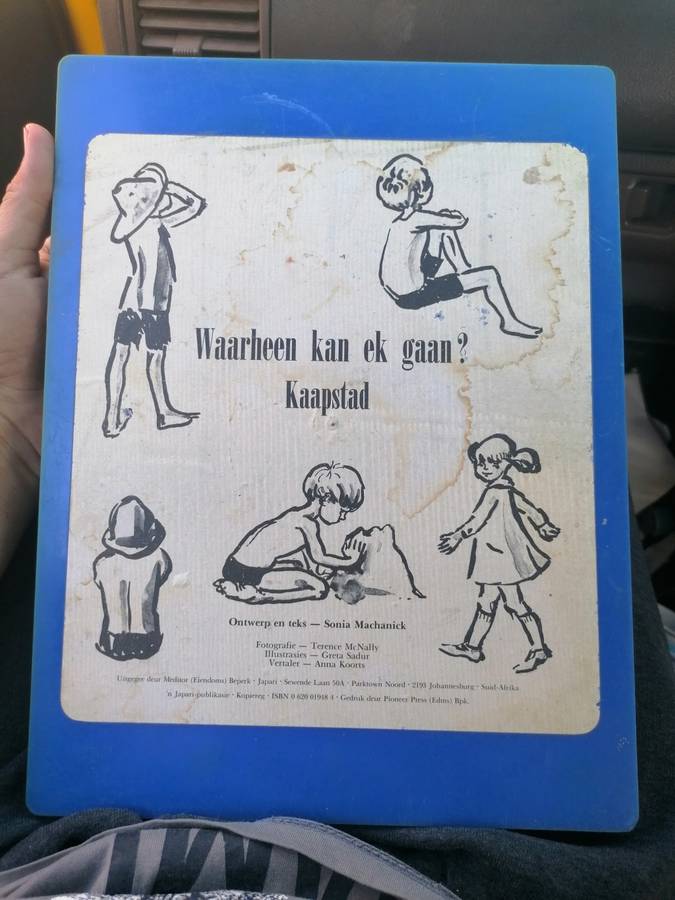 Waarheen kan ek gaan?
Kaapstad
Ontwerp en teks — Sonia Machanick
Fotografie — Terence McNally
Illustrasies — Greta Sadur
Vertaler — Anna Koorts
Uitgegee deur Meditor (Eiendoms) Beperk · Japari · Sewende Laan 50A · Parktown Noord · 2193 Johannesburg · Suid-Afrika
'n Japari-publikasie · Kopiereg · ISBN 0 620 01948 4 · Gedruk deur Pioneer Press (Edms) Bpk.